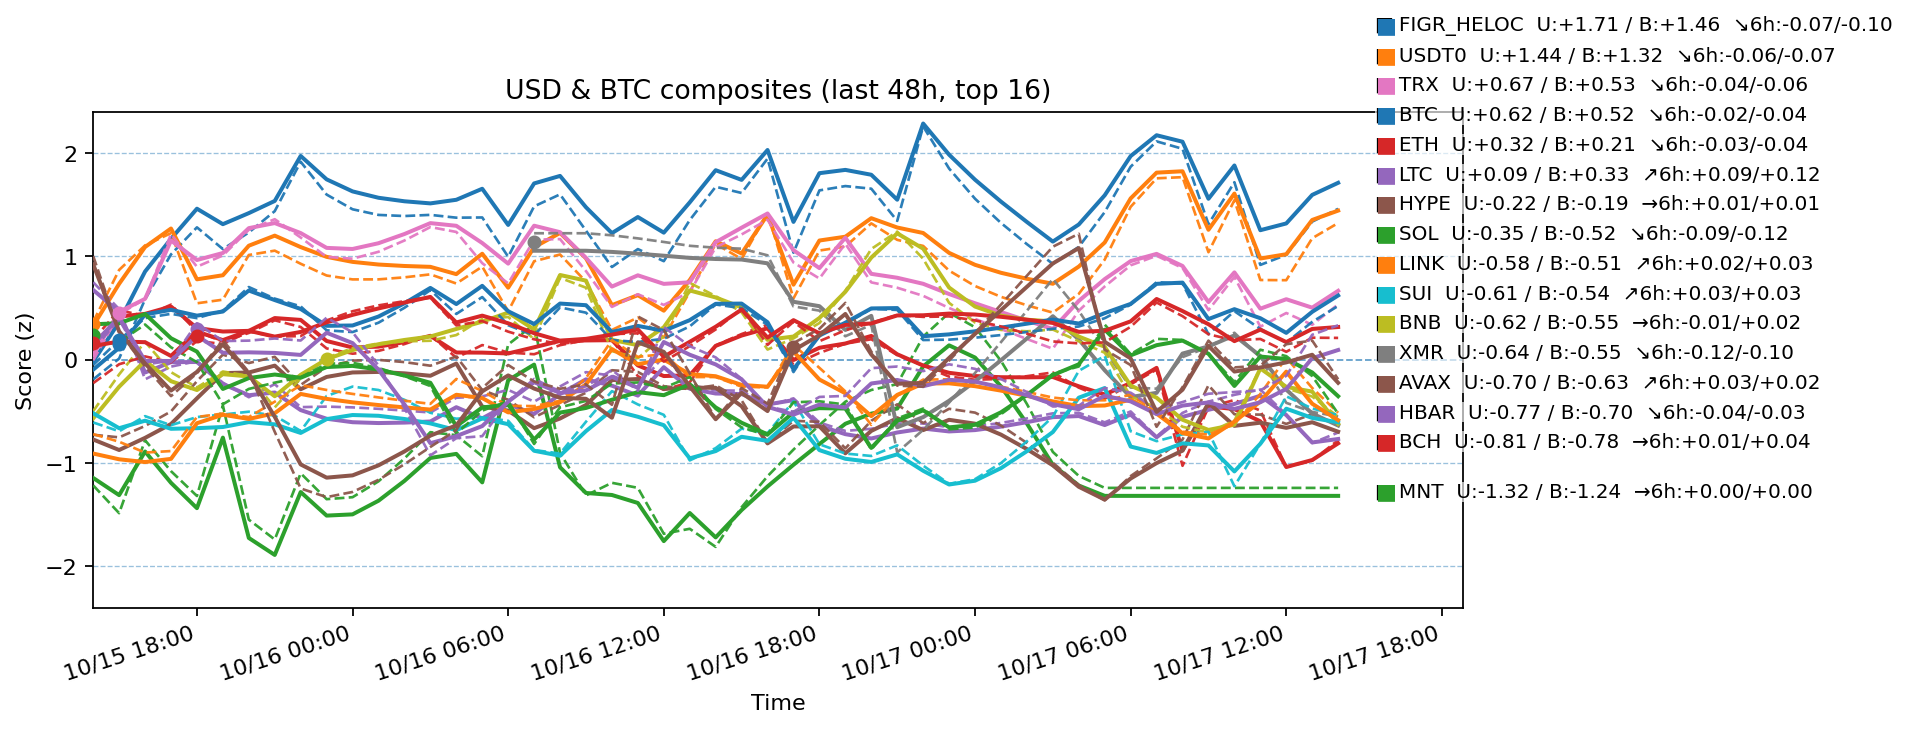 FIGR_HELOC U:+1.71 / B:+1.46 ↘6h:-0.07/-0.10
USDT0 U:+1.44 / B:+1.32 ↘6h:-0.06/-0.07
TRX U:+0.67 / B:+0.53 ↘6h:-0.04/-0.06
BTC U:+0.62 / B:+0.52 ↘6h:-0.02/-0.04
ETH U:+0.32 / B:+0.21 ↘6h:-0.03/-0.04
LTC U:+0.09 / B:+0.33 ↗6h:+0.09/+0.12
HYPE U:-0.22 / B:-0.19 →6h:+0.01/+0.01
SOL U:-0.35 / B:-0.52 ↘6h:-0.09/-0.12
LINK U:-0.58 / B:-0.51 ↗6h:+0.02/+0.03
SUI U:-0.61 / B:-0.54 ↗6h:+0.03/+0.03
BNB U:-0.62 / B:-0.55 →6h:-0.01/+0.02
XMR U:-0.64 / B:-0.55 ↘6h:-0.12/-0.10
AVAX U:-0.70 / B:-0.63 ↗6h:+0.03/+0.02
HBAR U:-0.77 / B:-0.70 ↘6h:-0.04/-0.03
BCH U:-0.81 / B:-0.78 →6h:+0.01/+0.04
MNT U:-1.32 / B:-1.24 →6h:+0.00/+0.00
USD & BTC composites (last 48h, top 16)
Score (z)
2
1
0
−1
−2
10/15 18:00
10/16 00:00
10/16 06:00
10/16 12:00
10/16 18:00
10/17 00:00
10/17 06:00
10/17 12:00
10/17 18:00
Time